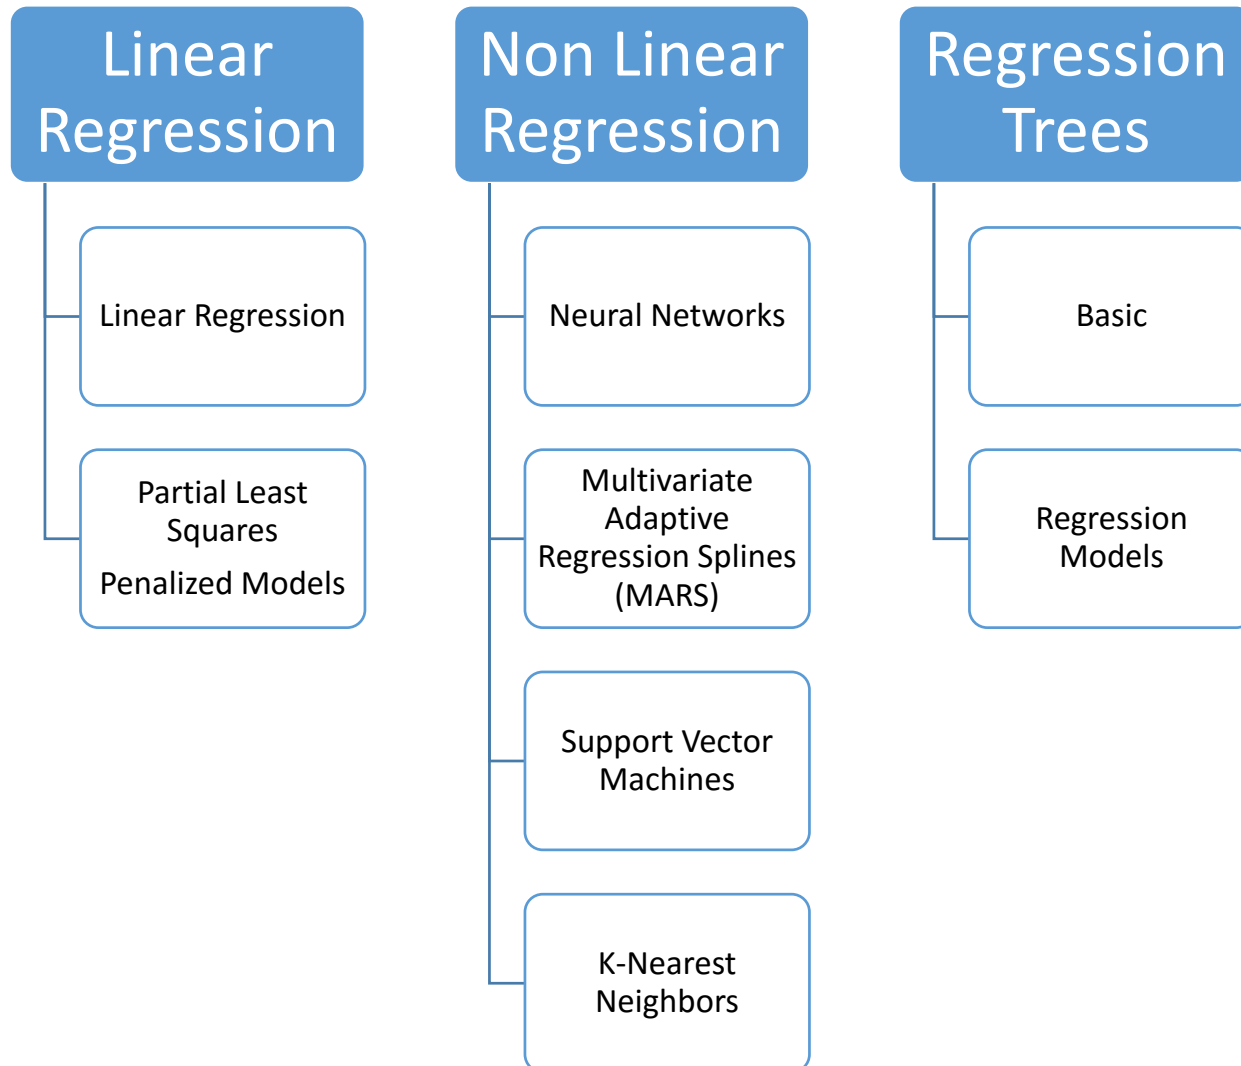 Linear
Regression
Linear Regression
Partial Least
Squares
Penalized Models
Non Linear
Regression
Neural Networks
Multivariate
Adaptive
Regression Splines
(MARS)
Support Vector
Machines
K-Nearest
Neighbors
Regression
Trees
Basic
Regression
Models